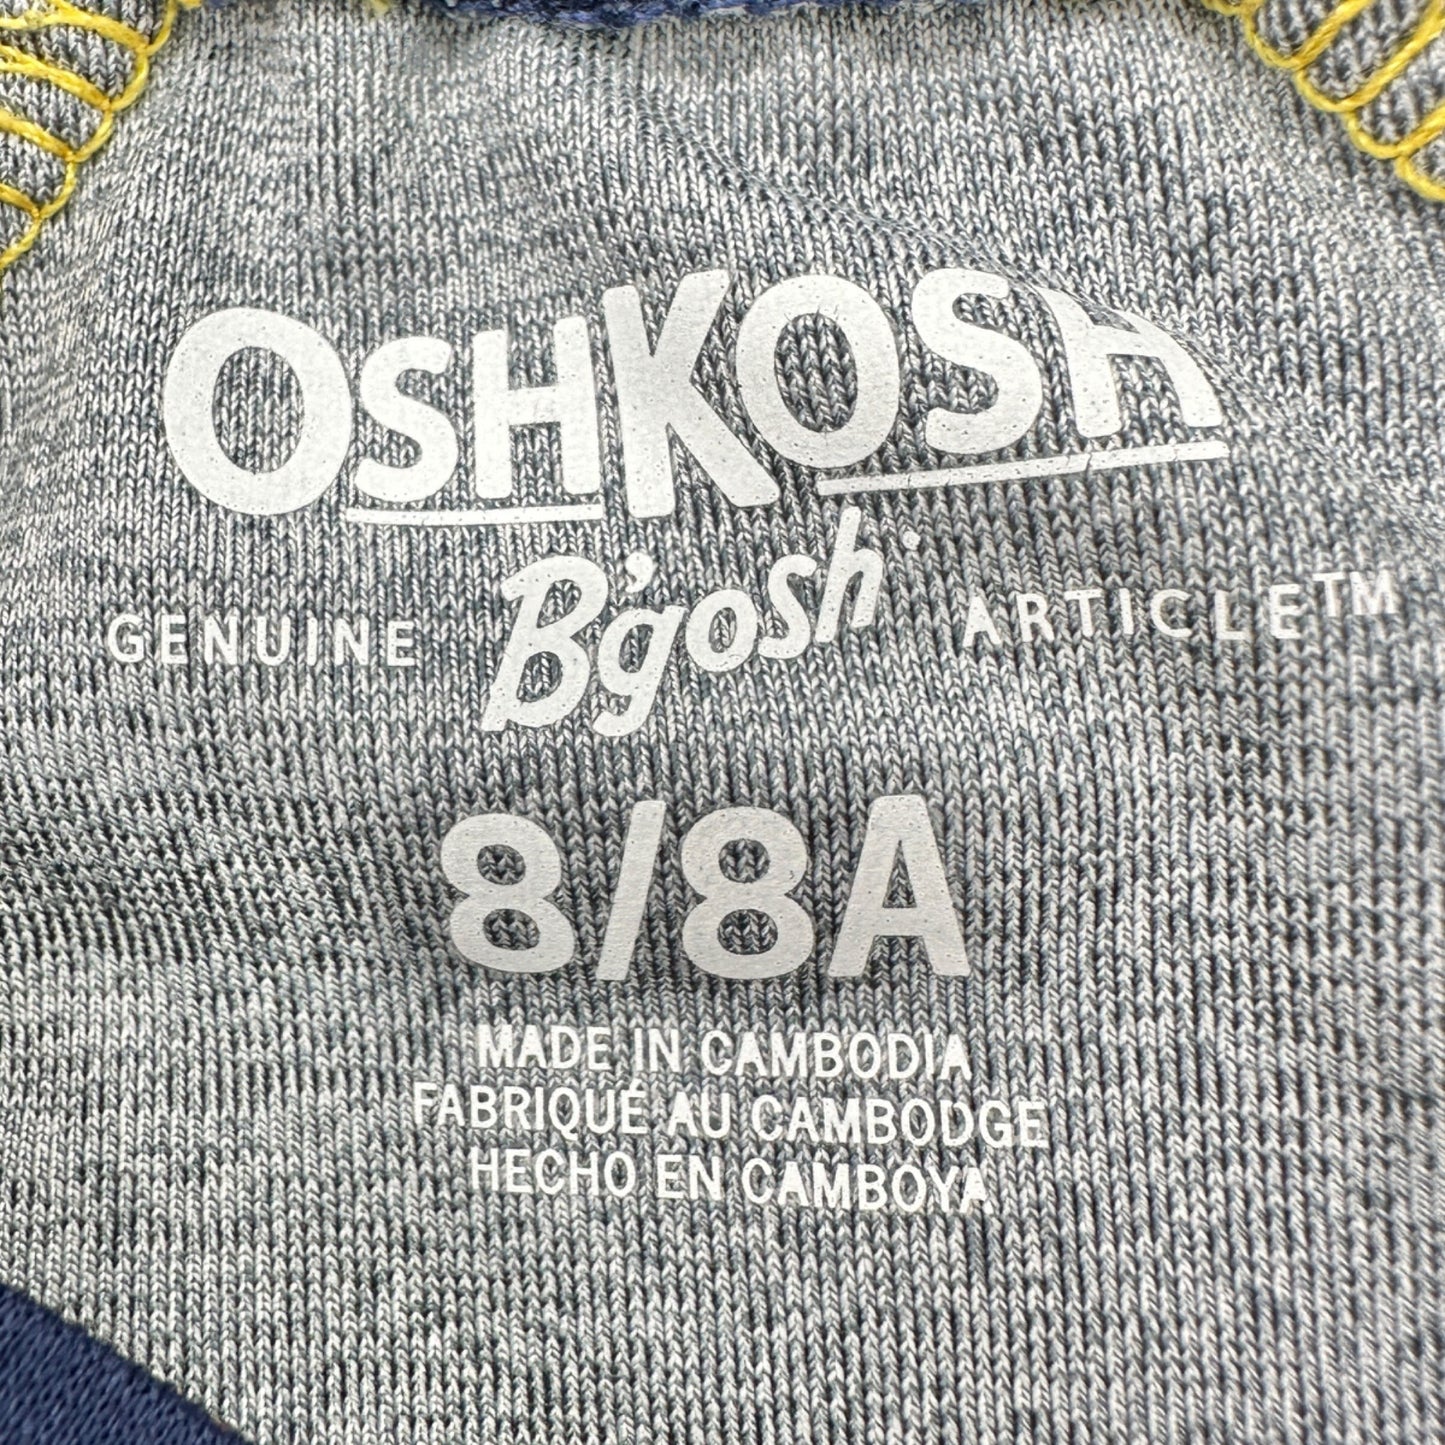 OSHKOSH
GENUINE B'gosh ARTICLE™
8/8A
MADE IN CAMBODIA
FABRIQUÉ AU CAMBODGE
HECHO EN CAMBOYA